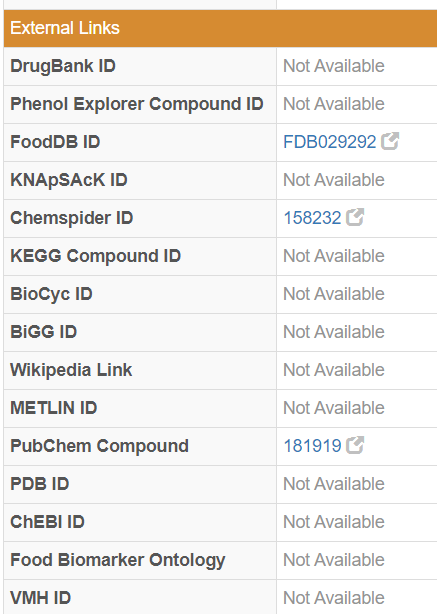 External Links
DrugBank ID Not Available
Phenol Explorer Compound ID Not Available
FoodDB ID FDB029292
KNApSAcK ID Not Available
Chemspider ID 158232
KEGG Compound ID Not Available
BioCyc ID Not Available
BiGG ID Not Available
Wikipedia Link Not Available
METLIN ID Not Available
PubChem Compound 181919
PDB ID Not Available
ChEBI ID Not Available
Food Biomarker Ontology Not Available
VMH ID Not Available